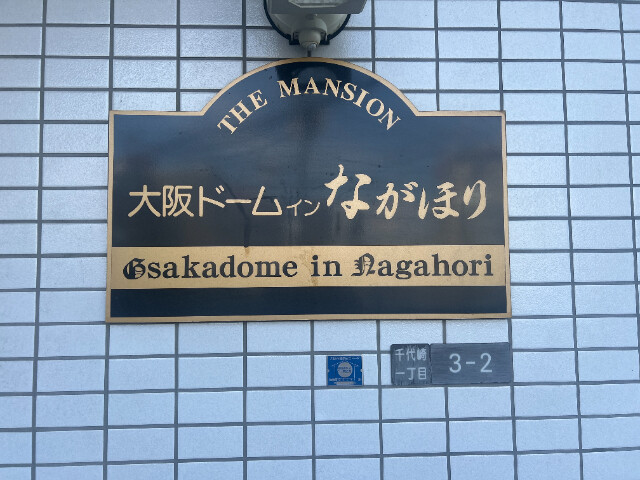 THE MANSION
大阪ドームインながほり
Osakadome in Nagahori
千代崎
一丁目
3-2